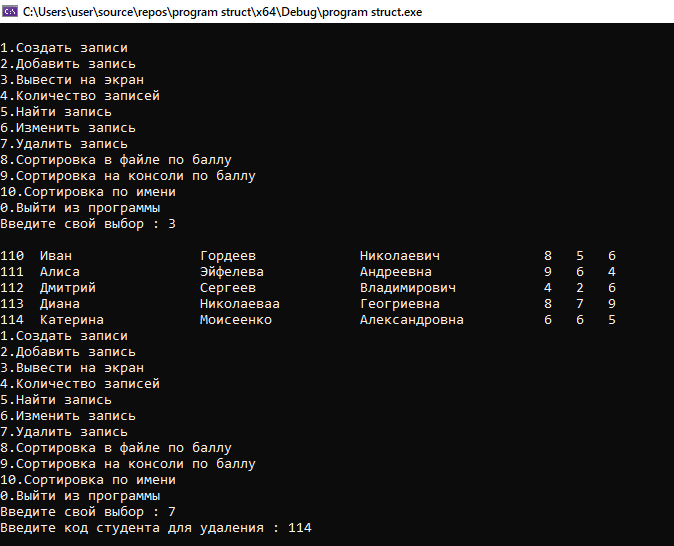 C:\Users\user\source\repos\program struct\x64\Debug\program struct.exe
1.Создать записи
2.Добавить запись
3.Вывести на экран
4.Количество записей
5.Найти запись
6.Изменить запись
7.Удалить запись
8.Сортировка в файле по баллу
9.Сортировка на консоли по баллу
10.Сортировка по имени
0.Выйти из программы
Введите свой выбор : 3
110 Иван Гордеев Николаевич 8 5 6
111 Алиса Эйфелева Андреевна 9 6 4
112 Дмитрий Сергеев Владимирович 4 2 6
113 Диана Николаеваа Геогриевна 8 7 9
114 Катерина Моисеенко Александровна 6 6 5
1.Создать записи
2.Добавить запись
3.Вывести на экран
4.Количество записей
5.Найти запись
6.Изменить запись
7.Удалить запись
8.Сортировка в файле по баллу
9.Сортировка на консоли по баллу
10.Сортировка по имени
0.Выйти из программы
Введите свой выбор : 7
Введите код студента для удаления : 114